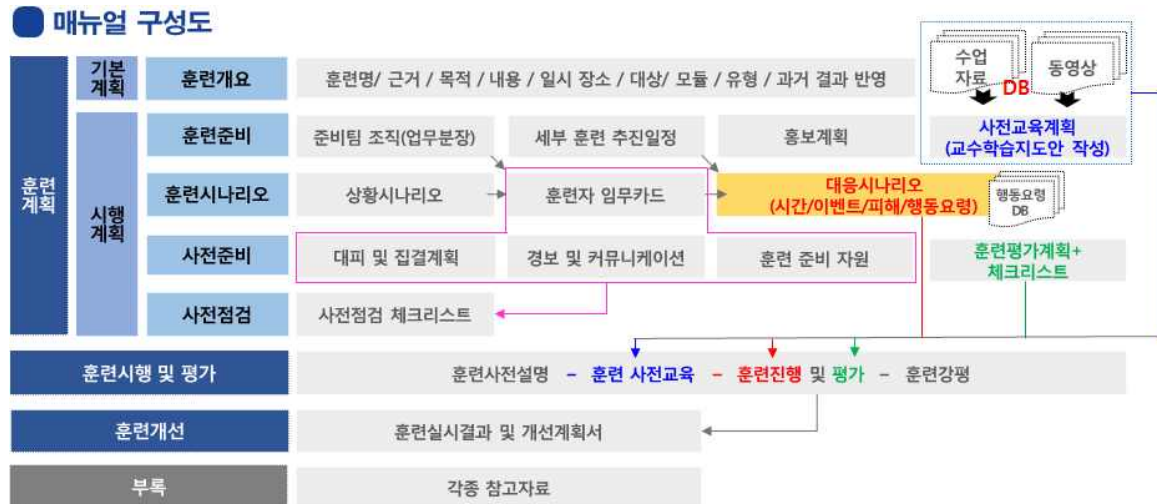 매뉴얼 구성도
훈련
계획
기본
계획
훈련개요
훈련명/ 근거 / 목적 / 내용 / 일시 장소 / 대상/ 모듈 / 유형 / 과거 결과 반영
수업
자료
동영상
DB
사전교육계획
(교수학습지도안 작성)
시행
계획
훈련준비
준비팀 조직(업무분장)
세부 훈련 추진일정
홍보계획
훈련시나리오
상황시나리오
훈련자 임무카드
대응시나리오
(시간/이벤트/피해/행동요령)
행동요령
DB
사전준비
대피 및 집결계획
경보 및 커뮤니케이션
훈련 준비 자원
훈련평가계획+
체크리스트
사전점검
사전점검 체크리스트
훈련시행 및 평가
훈련사전설명 – 훈련 사전교육 – 훈련진행 및 평가 – 훈련강평
훈련개선
훈련실시결과 및 개선계획서
부록
각종 참고자료